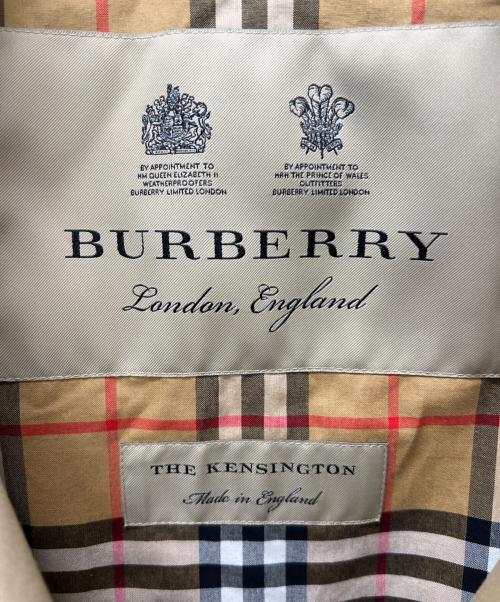 BY APPOINTMENT TO
HM QUEEN ELIZABETH II
WEATHERPROOFERS
BURBERRY LIMITED LONDON
BY APPOINTMENT TO
HRH THE PRINCE OF WALES
OUTFITTERS
BURBERRY LIMITED LONDON
BURBERRY
London, England
THE KENSINGTON
Made in England